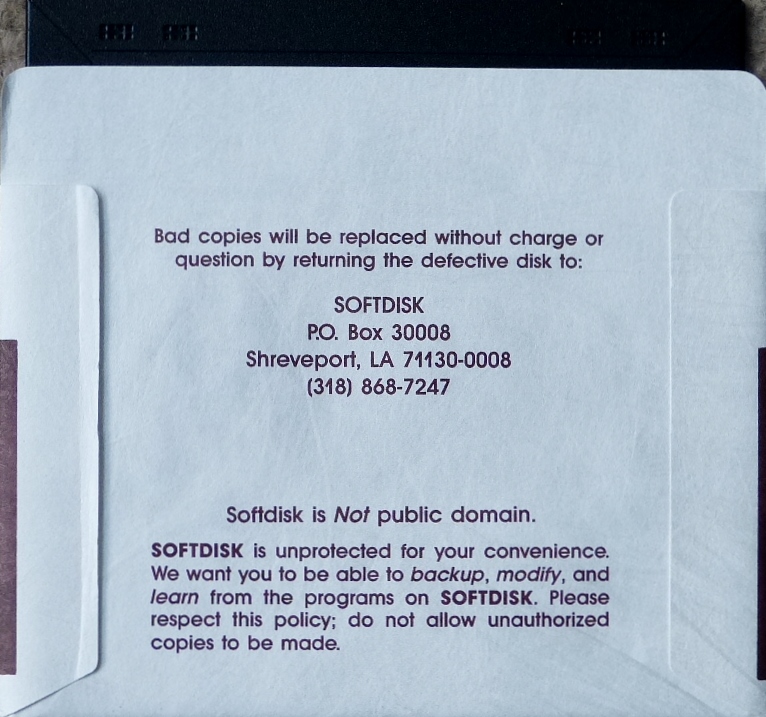 Bad copies will be replaced without charge or
question by returning the defective disk to:
SOFTDISK
P.O. Box 30008
Shreveport, LA 71130-0008
(318) 868-7247
Softdisk is Not public domain.
SOFTDISK is unprotected for your convenience.
We want you to be able to backup, modify, and
learn from the programs on SOFTDISK. Please
respect this policy; do not allow unauthorized
copies to be made.